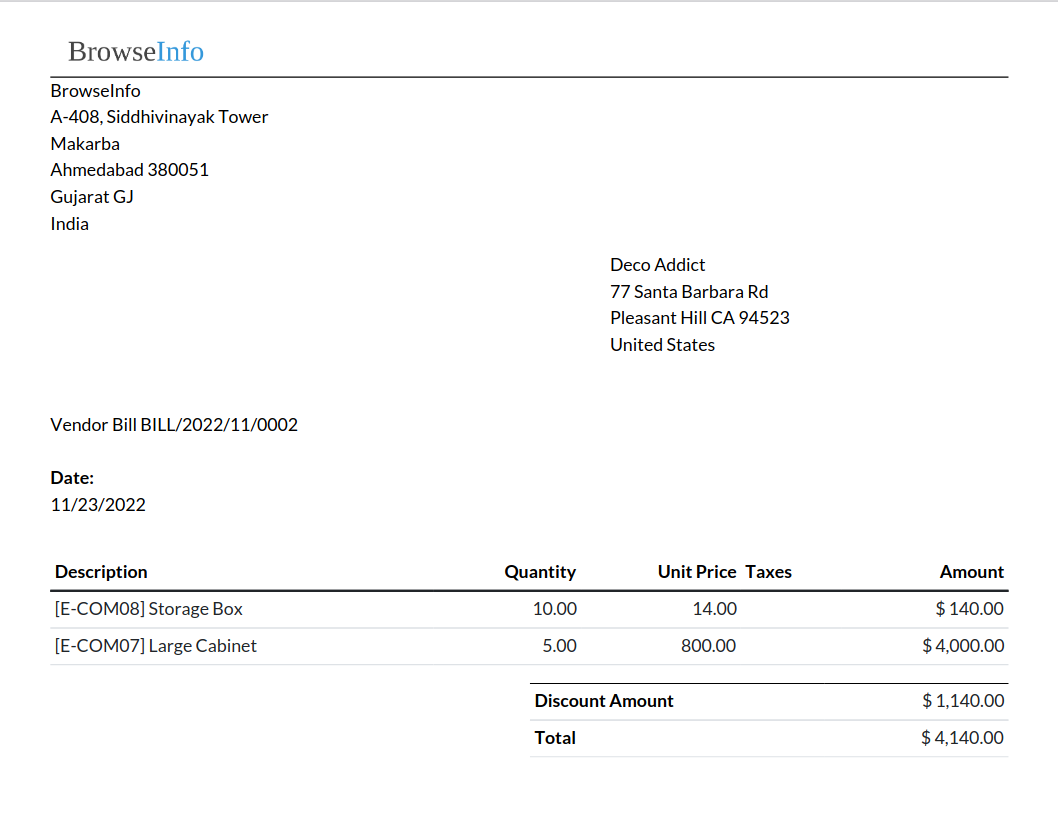 BrowseInfo
BrowseInfo
A-408, Siddhivinayak Tower
Makarba
Ahmedabad 380051
Gujarat GJ
India
Deco Addict
77 Santa Barbara Rd
Pleasant Hill CA 94523
United States
Vendor Bill BILL/2022/11/0002
Date:
11/23/2022
Description Quantity Unit Price Taxes Amount
[E-COM08] Storage Box 10.00 14.00 $ 140.00
[E-COM07] Large Cabinet 5.00 800.00 $ 4,000.00
Discount Amount $ 1,140.00
Total $ 4,140.00